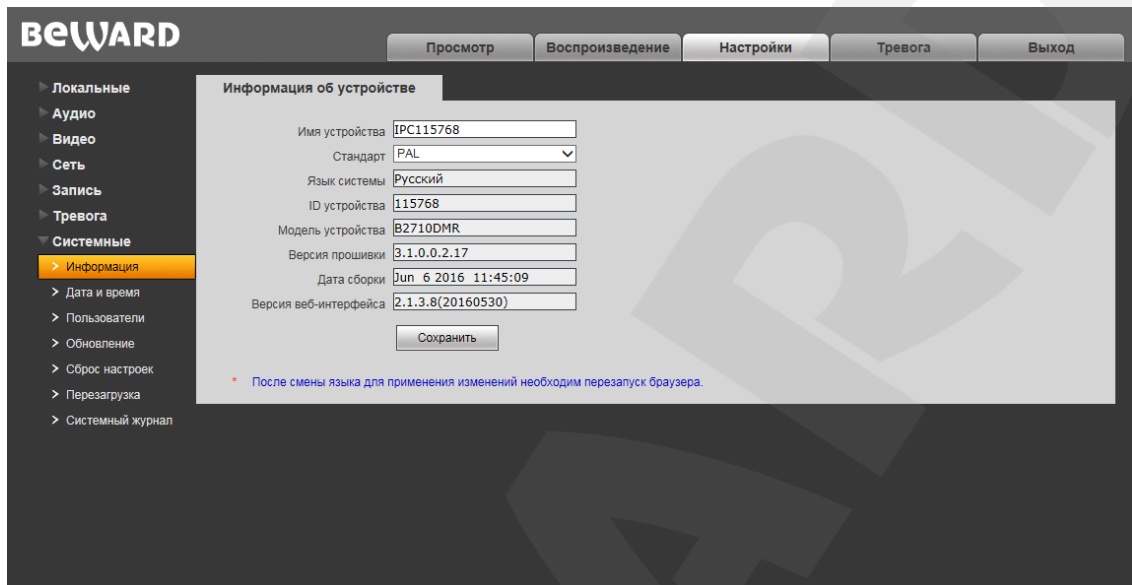 BEWARD
Просмотр
Воспроизведение
Настройки
Тревога
Выход
Локальные
Аудио
Видео
Сеть
Запись
Тревога
Системные
> Информация
> Дата и время
> Пользователи
> Обновление
> Сброс настроек
> Перезагрузка
> Системный журнал
Информация об устройстве
Имя устройства IPC115768
Стандарт PAL
Язык системы Русский
ID устройства 115768
Модель устройства B2710DMR
Версия прошивки 3.1.0.0.2.17
Дата сборки Jun 6 2016 11:45:09
Версия веб-интерфейса 2.1.3.8(20160530)
Сохранить
* После смены языка для применения изменений необходим перезапуск браузера.